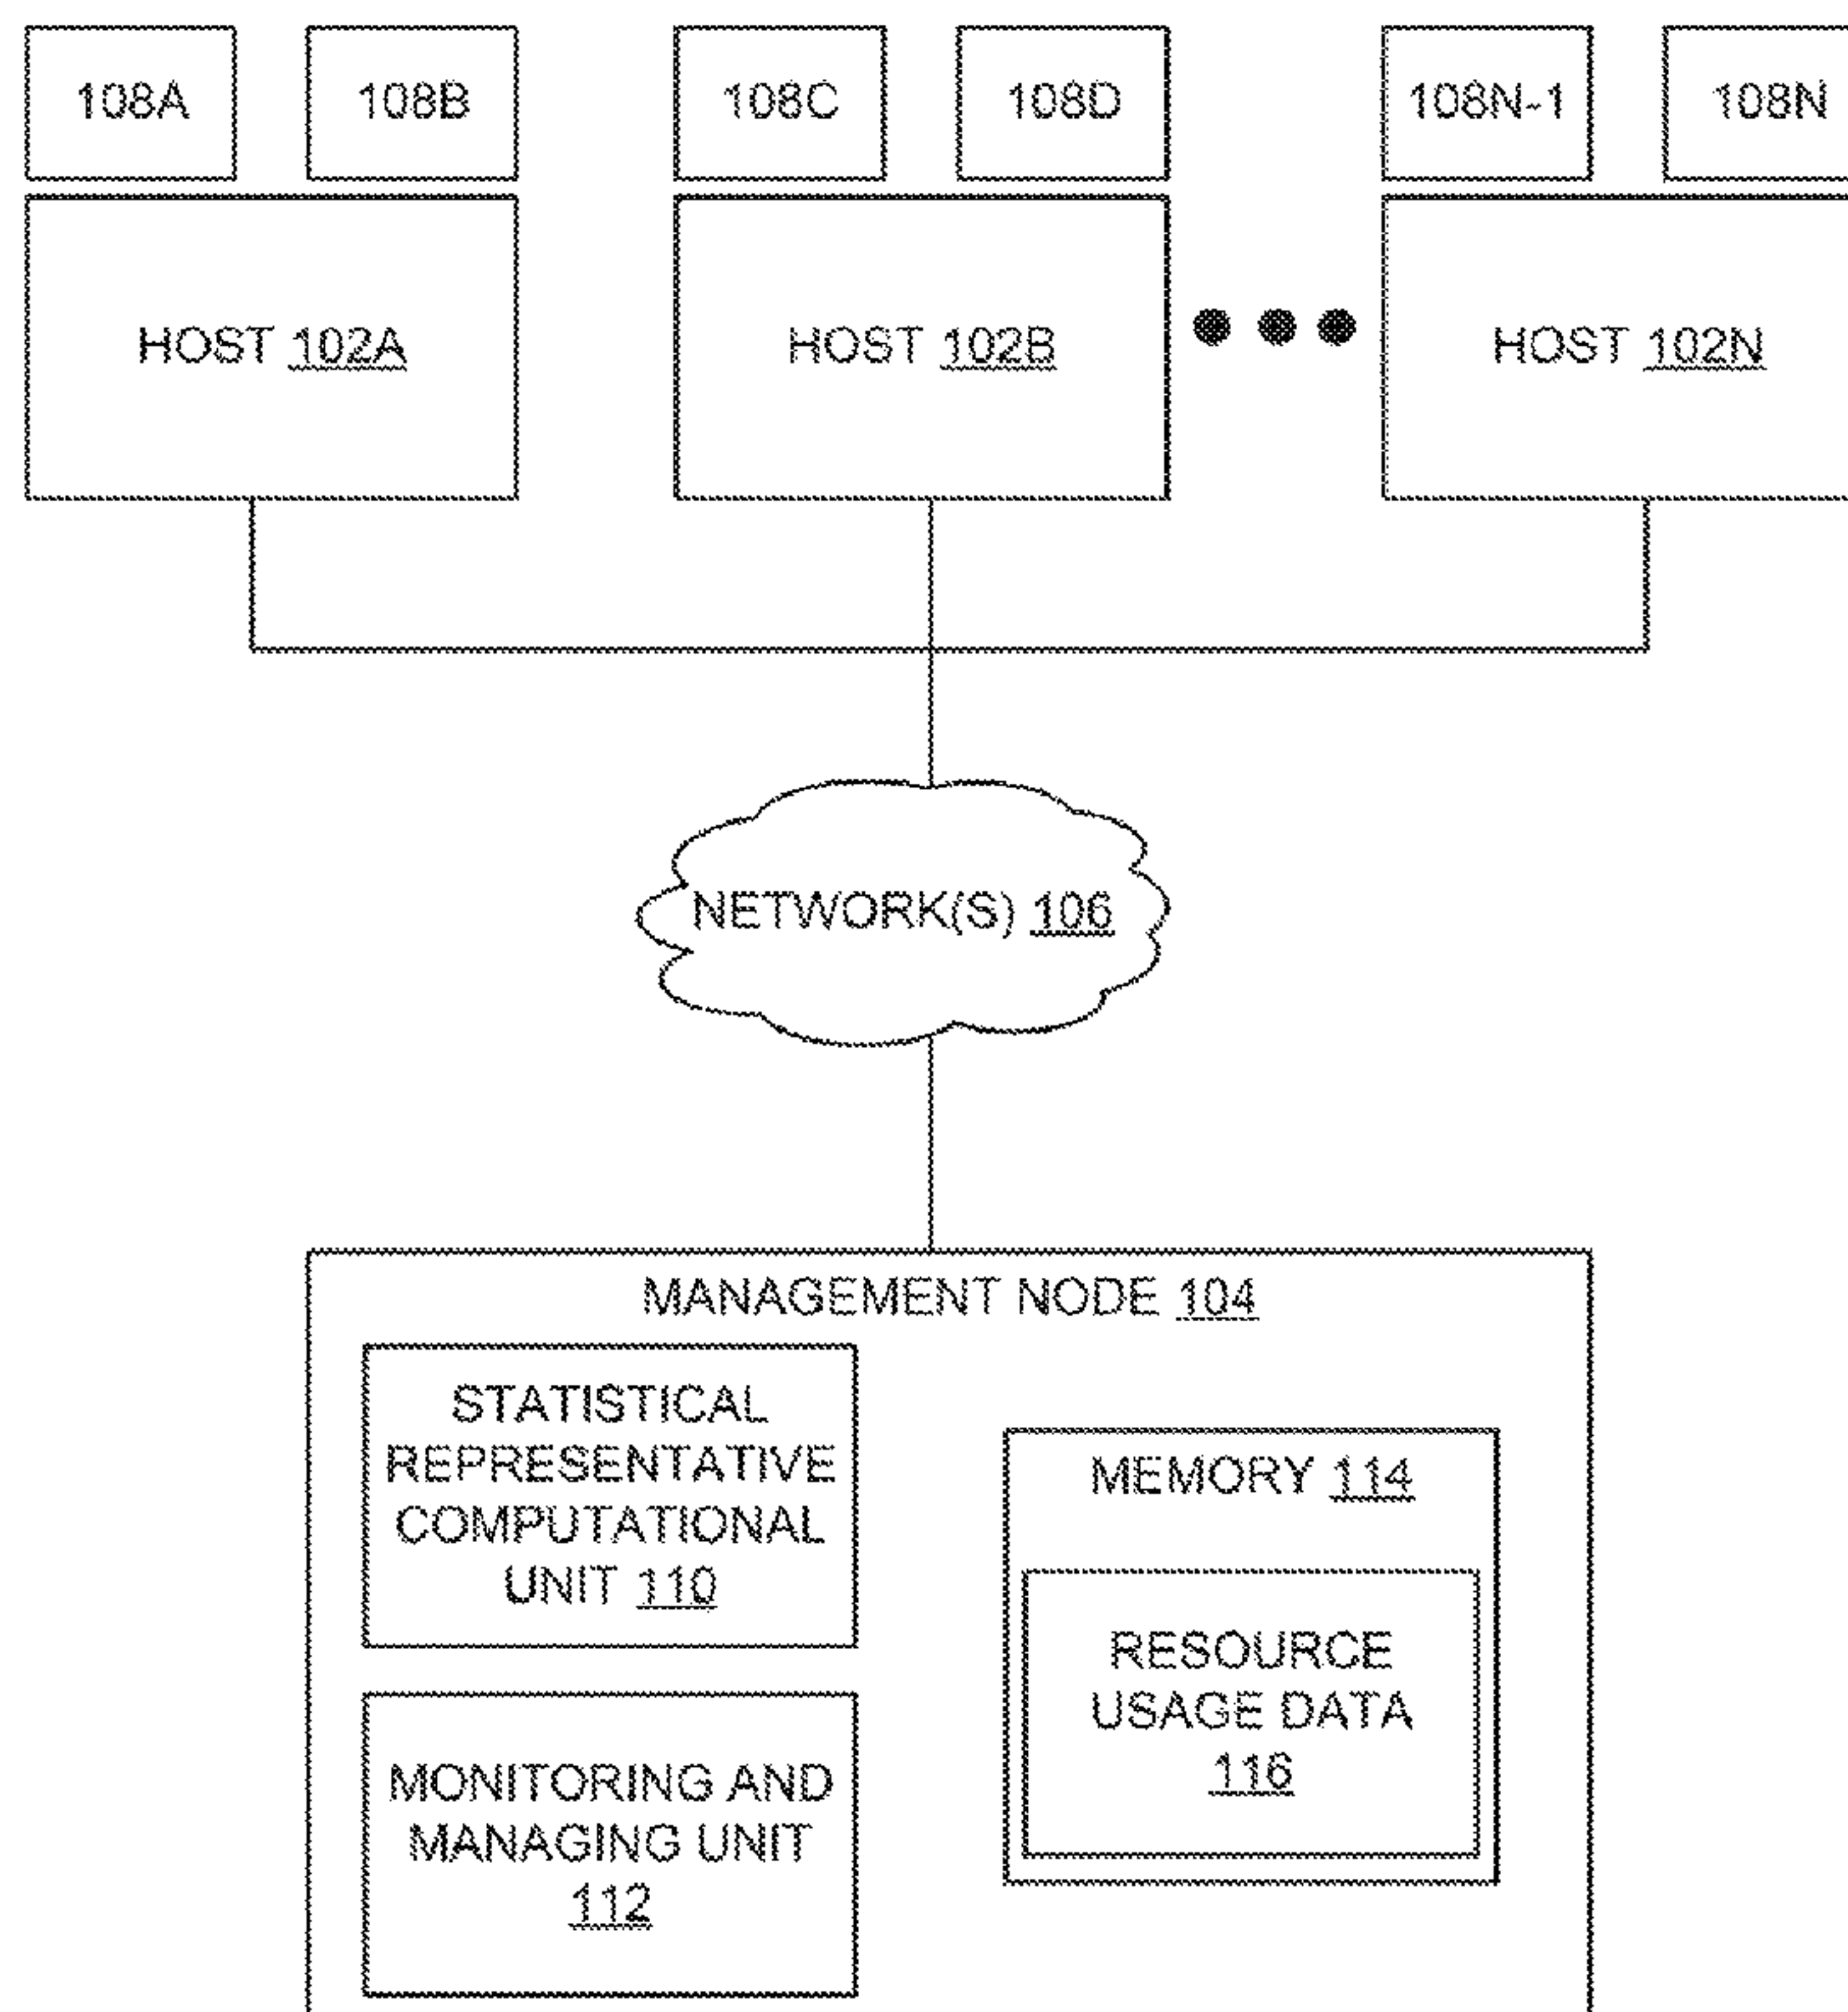 108A 108B 108C 108D 108N-1 108N
HOST 102A HOST 102B HOST 102N
NETWORK(S) 106
MANAGEMENT NODE 104
STATISTICAL
REPRESENTATIVE
COMPUTATIONAL
UNIT 110
MONITORING AND
MANAGING UNIT
112
MEMORY 114
RESOURCE
USAGE DATA
116